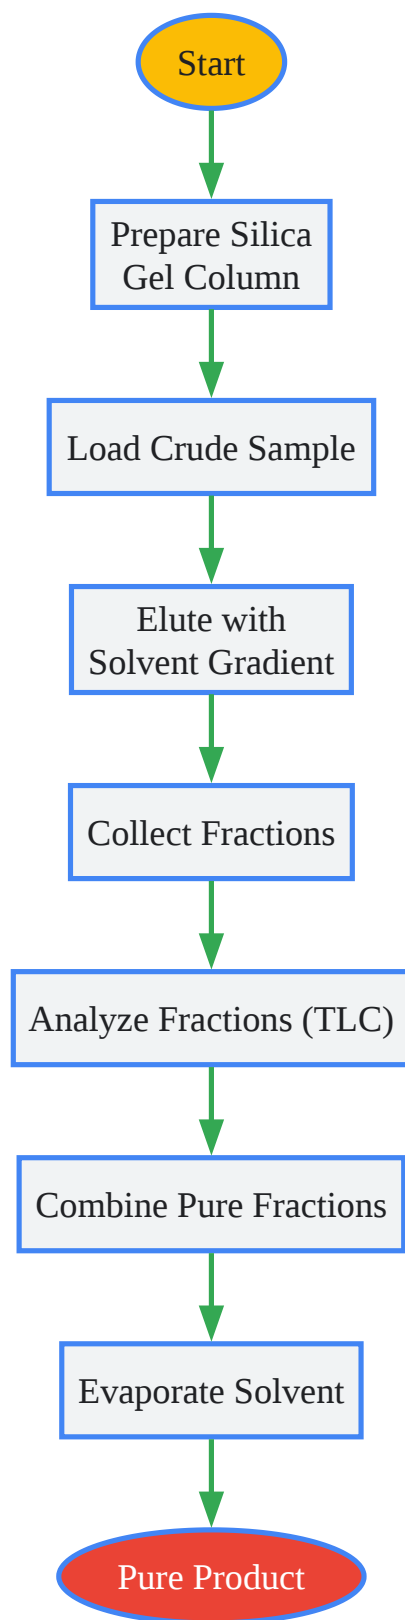 Start
Prepare Silica
Gel Column
Load Crude Sample
Elute with
Solvent Gradient
Collect Fractions
Analyze Fractions (TLC)
Combine Pure Fractions
Evaporate Solvent
Pure Product